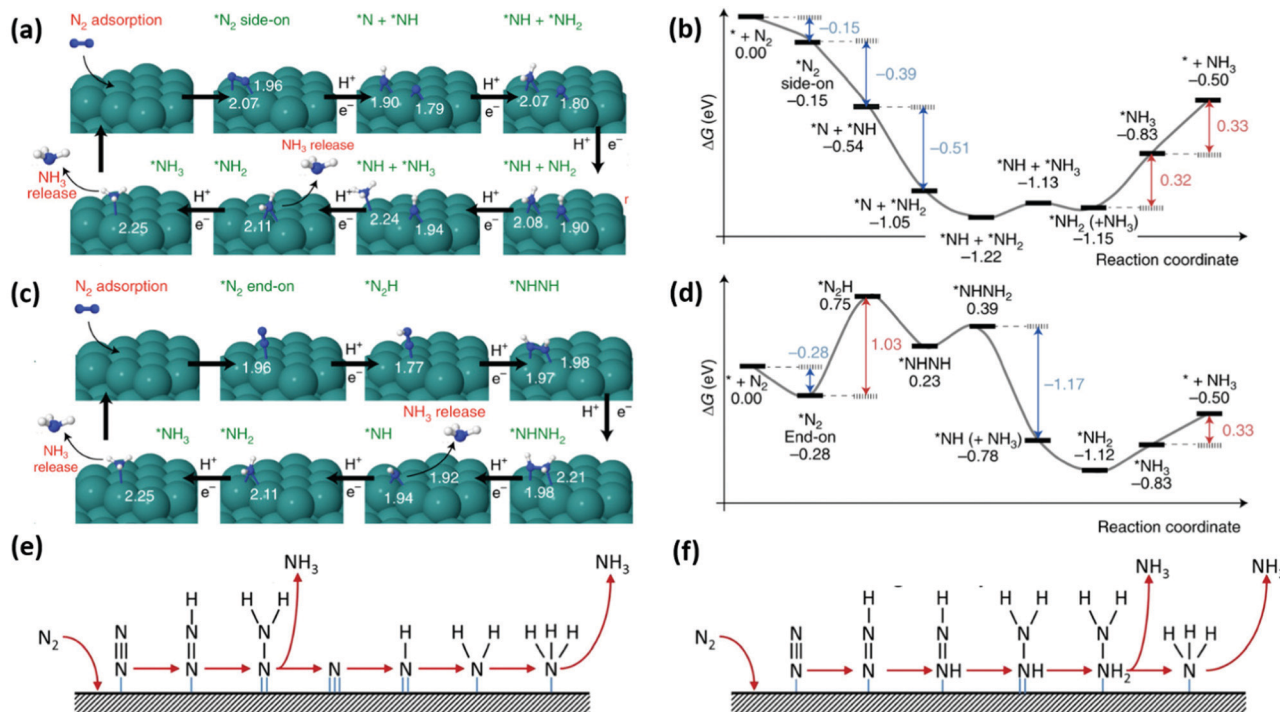 (a)
N₂ adsorption
*N₂ side-on
*N + *NH
*NH + *NH₂
1.96
2.07
H⁺
e⁻
1.90
1.79
H⁺
e⁻
2.07
1.80
H⁺
e⁻
NH₃ release
*NH₃
*NH₂
*NH + *NH₃
*NH + NH₂
NH₃
release
2.25
H⁺
e⁻
2.11
H⁺
e⁻
2.24
1.94
H⁺
e⁻
2.08
1.90
(b)
ΔG (eV)
* + N₂
0.00
−0.15
*N₂
side-on
−0.15
−0.39
*N + *NH
−0.54
−0.51
*N + *NH₂
−1.05
*NH + *NH₂
−1.22
*NH + *NH₃
−1.13
*NH₂ (+NH₃)
−1.15
*NH₃
−0.83
0.32
* + NH₃
−0.50
0.33
Reaction coordinate
(c)
N₂ adsorption
*N₂ end-on
*N₂H
*NHNH
1.96
H⁺
e⁻
1.77
H⁺
e⁻
1.98
1.97
H⁺
e⁻
NH₃ release
*NH₃
*NH₂
*NH
*NHNH₂
NH₃
release
2.25
H⁺
e⁻
2.11
H⁺
e⁻
1.92
1.94
H⁺
e⁻
2.21
1.98
(d)
ΔG (eV)
* + N₂
0.00
−0.28
*N₂
End-on
−0.28
*N₂H
0.75
1.03
*NHNH
0.23
*NHNH₂
0.39
−1.17
*NH (+ NH₃)
−0.78
*NH₂
−1.12
*NH₃
−0.83
* + NH₃
−0.50
0.33
Reaction coordinate
(e)
NH₃
NH₃
H
H H
N₂
N
N
N
H
H H
H H H
N
N
N
N
N
N
N
(f)
NH₃
NH₃
H
H
H H
H H
N₂
N
N
N
N
N
H H H
N
N
NH
NH
NH₂
N